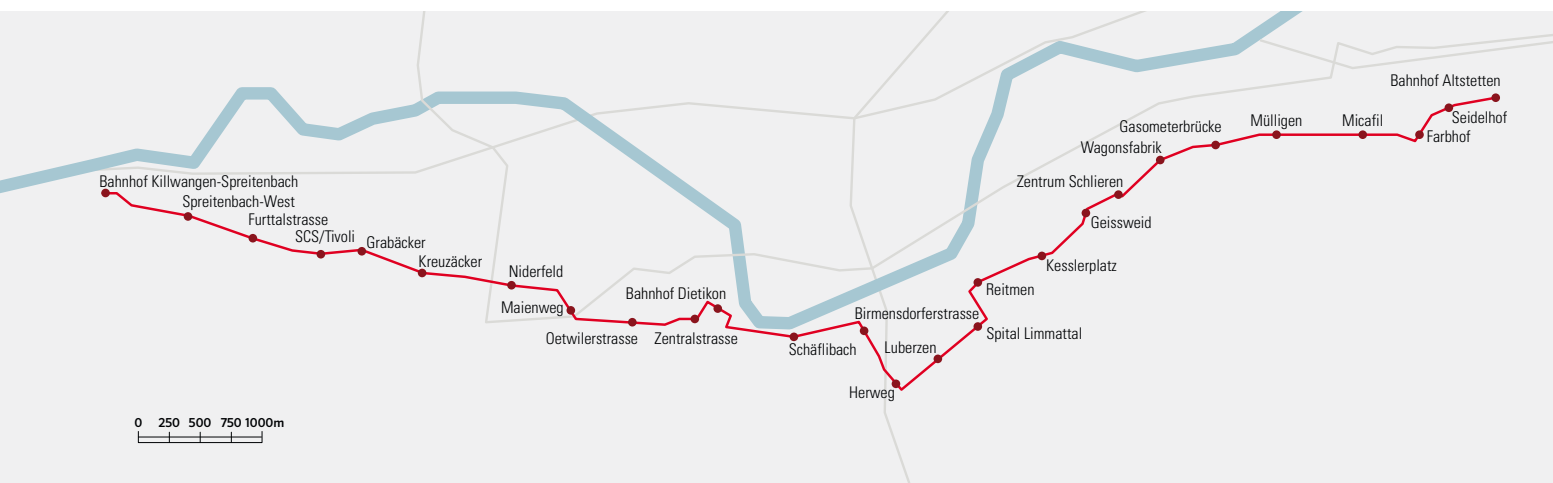 Bahnhof Killwangen-Spreitenbach
Spreitenbach-West
Furttalstrasse
SCS/Tivoli
Grabäcker
Kreuzäcker
Niderfeld
Maienweg
Oetwilerstrasse
Zentralstrasse
Bahnhof Dietikon
Schäflibach
Birmensdorferstrasse
Herweg
Luberzen
Spital Limmattal
Reitmen
Kesslerplatz
Geissweid
Zentrum Schlieren
Wagonsfabrik
Gasometerbrücke
Mülligen
Micafil
Farbhof
Seidelhof
Bahnhof Altstetten
0 250 500 750 1000m